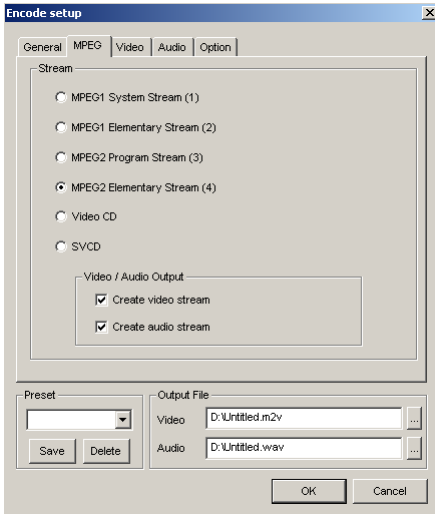 Encode setup
General MPEG Video Audio Option
Stream
MPEG1 System Stream (1)
MPEG1 Elementary Stream (2)
MPEG2 Program Stream (3)
MPEG2 Elementary Stream (4)
Video CD
SVCD
Video / Audio Output
Create video stream
Create audio stream
Preset
Save Delete
Output File
Video D:\Untitled.m2v ...
Audio D:\Untitled.wav ...
OK Cancel